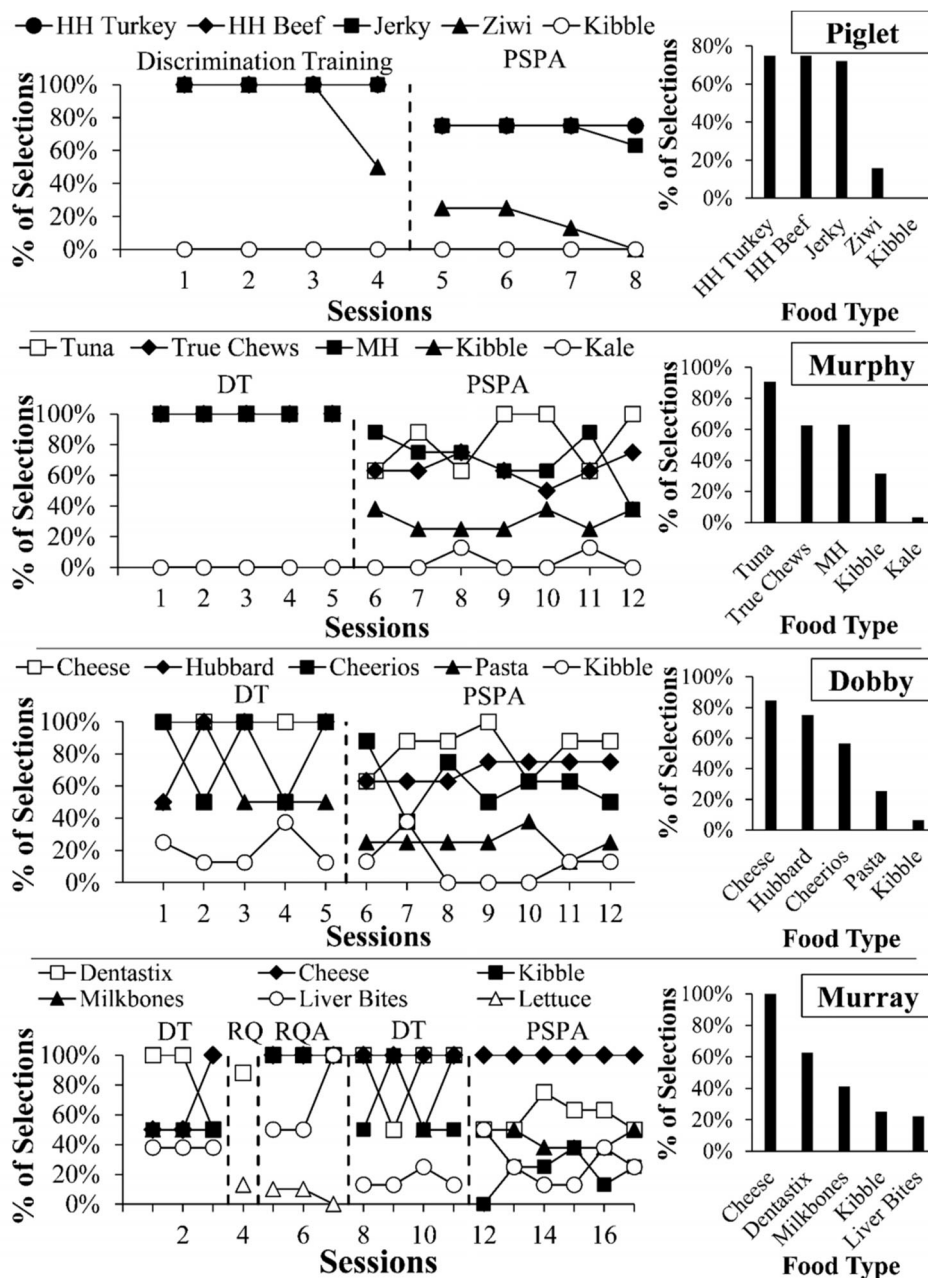 HH Turkey HH Beef Jerky Ziwi Kibble
Discrimination Training PSPA
% of Selections
100%
80%
60%
40%
20%
0%
1 2 3 4 5 6 7 8
Sessions
Piglet
% of Selections
80%
60%
40%
20%
0%
HH Turkey HH Beef Jerky Ziwi Kibble
Food Type
Tuna True Chews MH Kibble Kale
DT PSPA
% of Selections
100%
80%
60%
40%
20%
0%
1 2 3 4 5 6 7 8 9 10 11 12
Sessions
Murphy
% of Selections
100%
80%
60%
40%
20%
0%
Tuna True Chews MH Kibble Kale
Food Type
Cheese Hubbard Cheerios Pasta Kibble
DT PSPA
% of Selections
100%
80%
60%
40%
20%
0%
1 2 3 4 5 6 7 8 9 10 11 12
Sessions
Dobby
% of Selections
100%
80%
60%
40%
20%
0%
Cheese Hubbard Cheerios Pasta Kibble
Food Type
Dentastix Cheese Kibble
Milkbones Liver Bites Lettuce
DT RQ RQA DT PSPA
% of Selections
100%
80%
60%
40%
20%
0%
2 4 6 8 10 12 14 16
Sessions
Murray
% of Selections
100%
80%
60%
40%
20%
0%
Cheese Dentastix Milkbones Kibble Liver Bites
Food Type